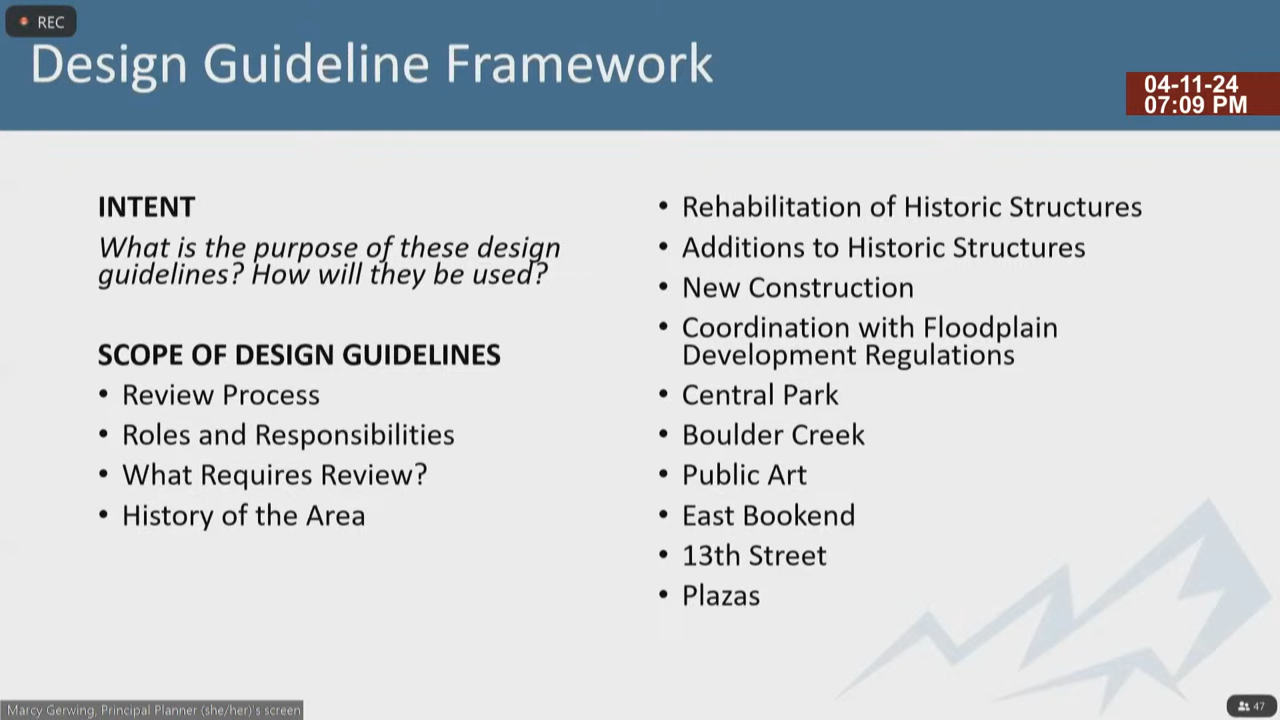 REC
Design Guideline Framework
04-11-24
07:09 PM
INTENT
What is the purpose of these design
guidelines? How will they be used?
SCOPE OF DESIGN GUIDELINES
• Review Process
• Roles and Responsibilities
• What Requires Review?
• History of the Area
• Rehabilitation of Historic Structures
• Additions to Historic Structures
• New Construction
• Coordination with Floodplain
Development Regulations
• Central Park
• Boulder Creek
• Public Art
• East Bookend
• 13th Street
• Plazas
Marcy Gerwing, Principal Planner (she/her)'s screen
47